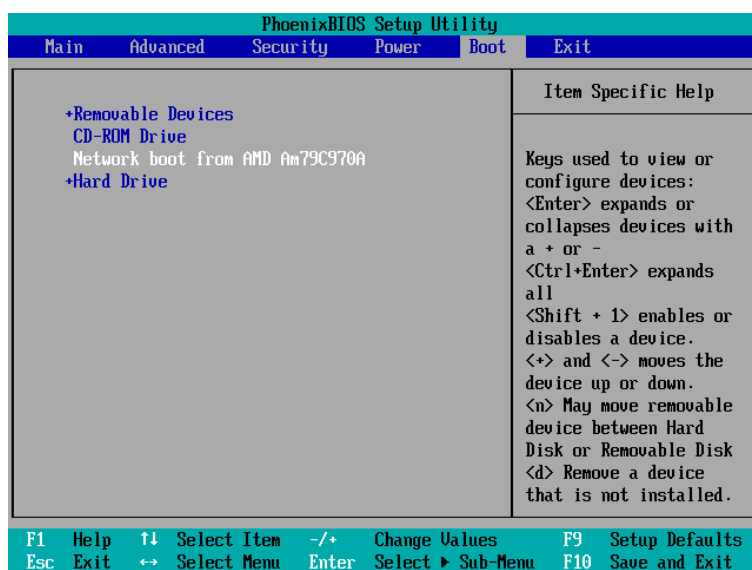 PhoenixBIOS Setup Utility
Main Advanced Security Power Boot Exit
+Removable Devices
CD-ROM Drive
Network boot from AMD Am79C970A
+Hard Drive
Item Specific Help
Keys used to view or
configure devices:
<Enter> expands or
collapses devices with
a + or -
<Ctrl+Enter> expands
all
<Shift + 1> enables or
disables a device.
<+> and <-> moves the
device up or down.
<n> May move removable
device between Hard
Disk or Removable Disk
<d> Remove a device
that is not installed.
F1 Help ↑↓ Select Item -/+ Change Values F9 Setup Defaults
Esc Exit ↔ Select Menu Enter Select ▶ Sub-Menu F10 Save and Exit